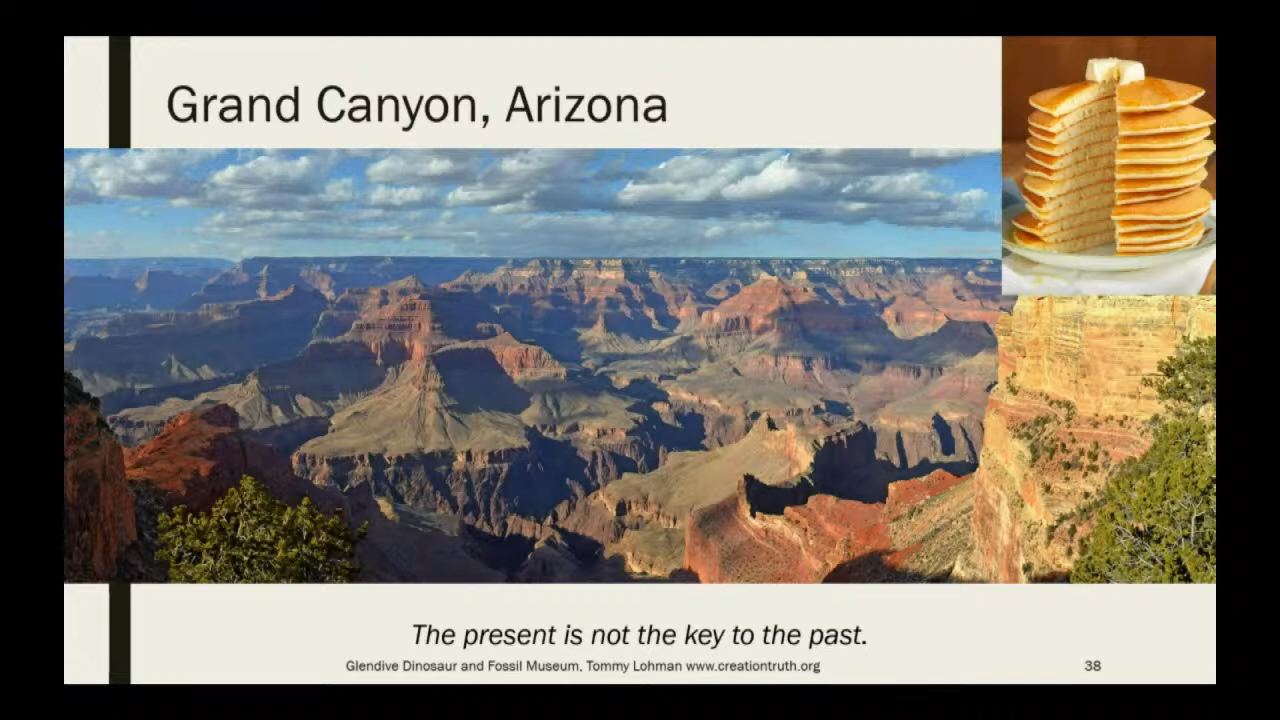 Grand Canyon, Arizona
The present is not the key to the past.
Glendive Dinosaur and Fossil Museum, Tommy Lohman www.creationtruth.org
38